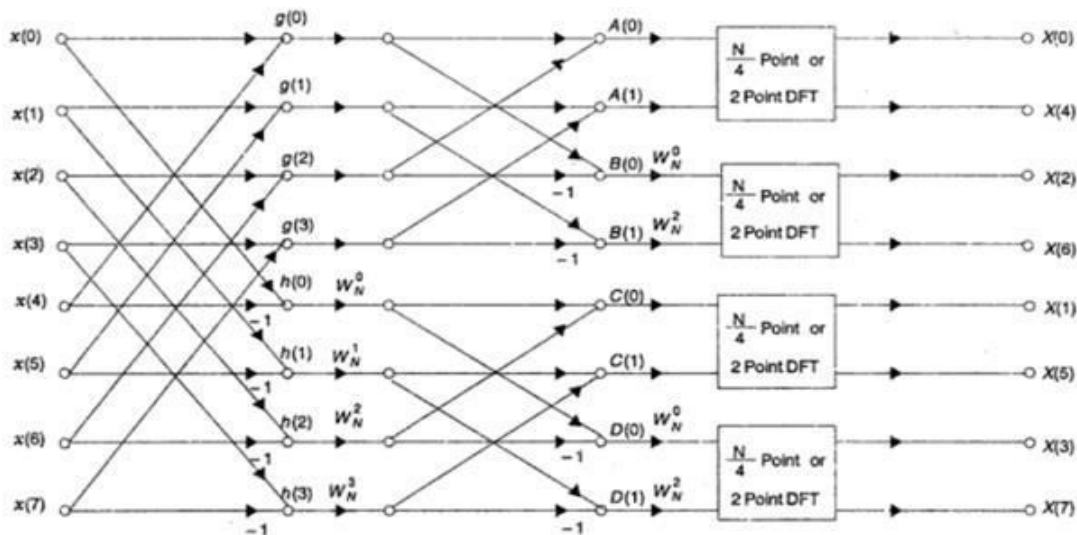 x(0) g(0) A(0) N/4 Point or X(0)
2 Point DFT
x(1) g(1) A(1) X(4)
x(2) g(2) B(0) W_N^0 N/4 Point or X(2)
-1 2 Point DFT
x(3) g(3) B(1) W_N^2 X(6)
-1
x(4) h(0) W_N^0 C(0) N/4 Point or X(1)
-1 2 Point DFT
x(5) h(1) W_N^1 C(1) X(5)
-1
x(6) h(2) W_N^2 D(0) W_N^0 N/4 Point or X(3)
-1 -1 2 Point DFT
x(7) h(3) W_N^3 D(1) W_N^2 X(7)
-1 -1